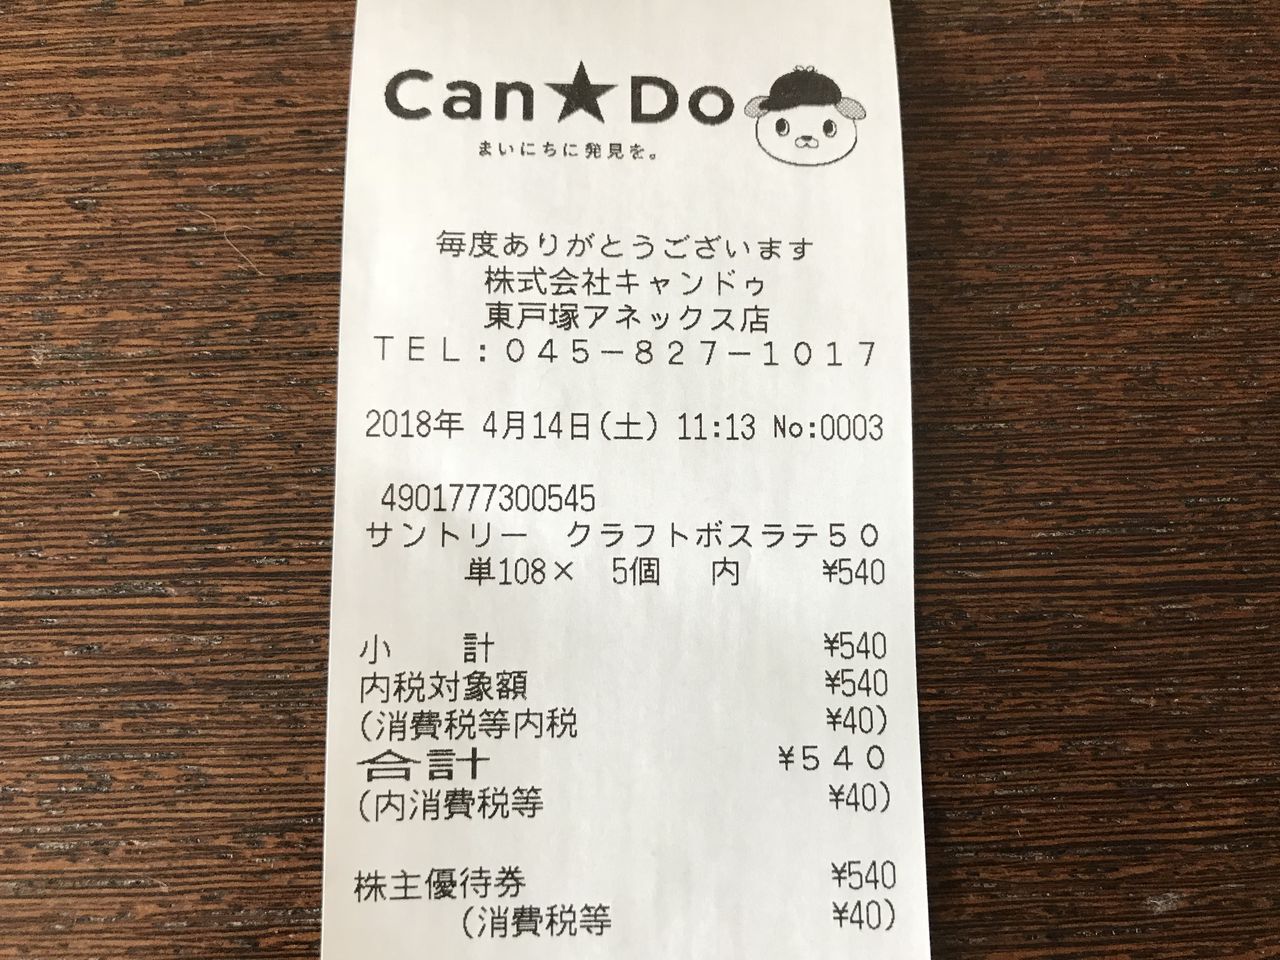 Can★Do
まいにちに発見を。
毎度ありがとうございます
株式会社キャンドゥ
東戸塚アネックス店
ＴＥＬ：０４５－８２７－１０１７
2018年 4月14日(土) 11:13 No:0003
4901777300545
サントリー　クラフトボスラテ５０
単108× 5個 内 ¥540
小　計 ¥540
内税対象額 ¥540
(消費税等内税 ¥40)
合計 ¥５４０
(内消費税等 ¥40)
株主優待券 ¥540
(消費税等 ¥40)